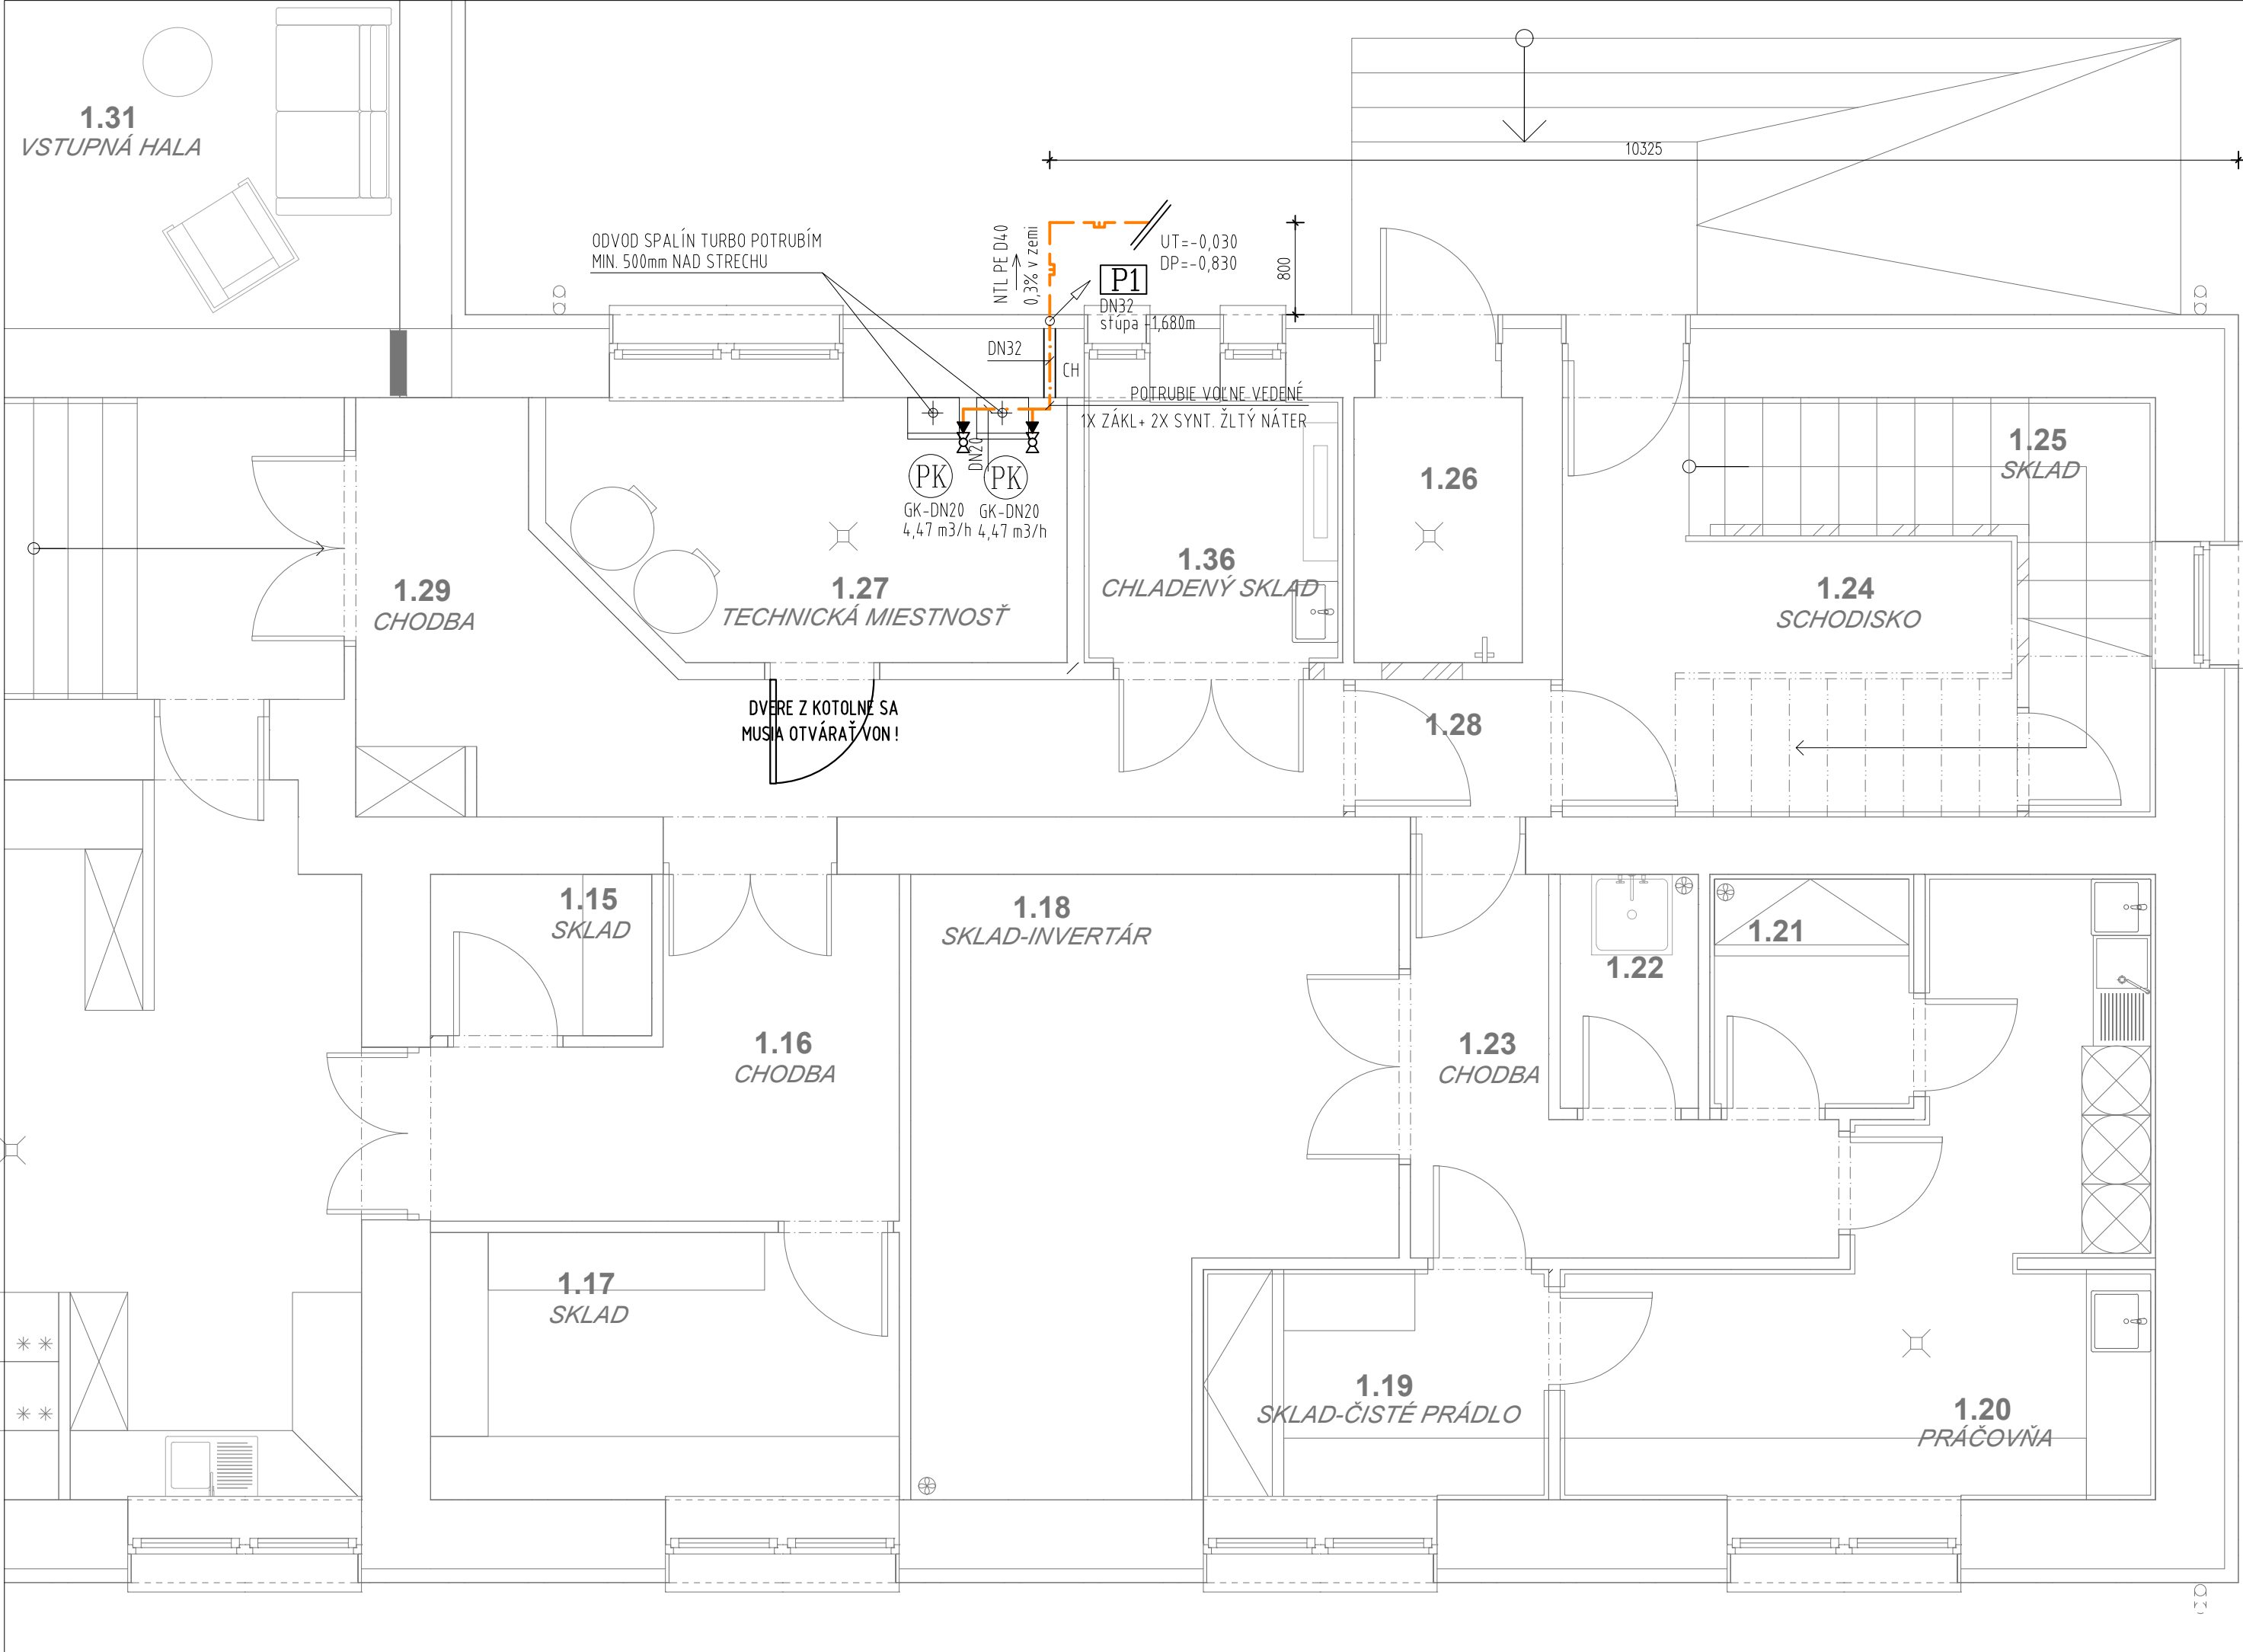 1.31
VSTUPNÁ HALA
10325
ODVOD SPALÍN TURBO POTRUBÍM
MIN. 500mm NAD STRECHU
NTL PE D40
0,3% v zemi
UT=-0,030
DP=-0,830
800
P1
DN32
stúpa -1,680m
DN32
CH
POTRUBIE VOĽNE VEDENÉ
1X ZÁKL+ 2X SYNT. ŽLTÝ NÁTER
DN20
PK
PK
GK-DN20
4,47 m3/h
GK-DN20
4,47 m3/h
1.25
SKLAD
1.26
1.36
CHLADENÝ SKLAD
1.27
TECHNICKÁ MIESTNOSŤ
1.29
CHODBA
1.24
SCHODISKO
DVERE Z KOTOLNE SA
MUSIA OTVÁRAŤ VON !
1.28
1.15
SKLAD
1.18
SKLAD-INVERTÁR
1.21
1.22
1.16
CHODBA
1.23
CHODBA
1.17
SKLAD
1.19
SKLAD-ČISTÉ PRÁDLO
1.20
PRÁČOVŇA